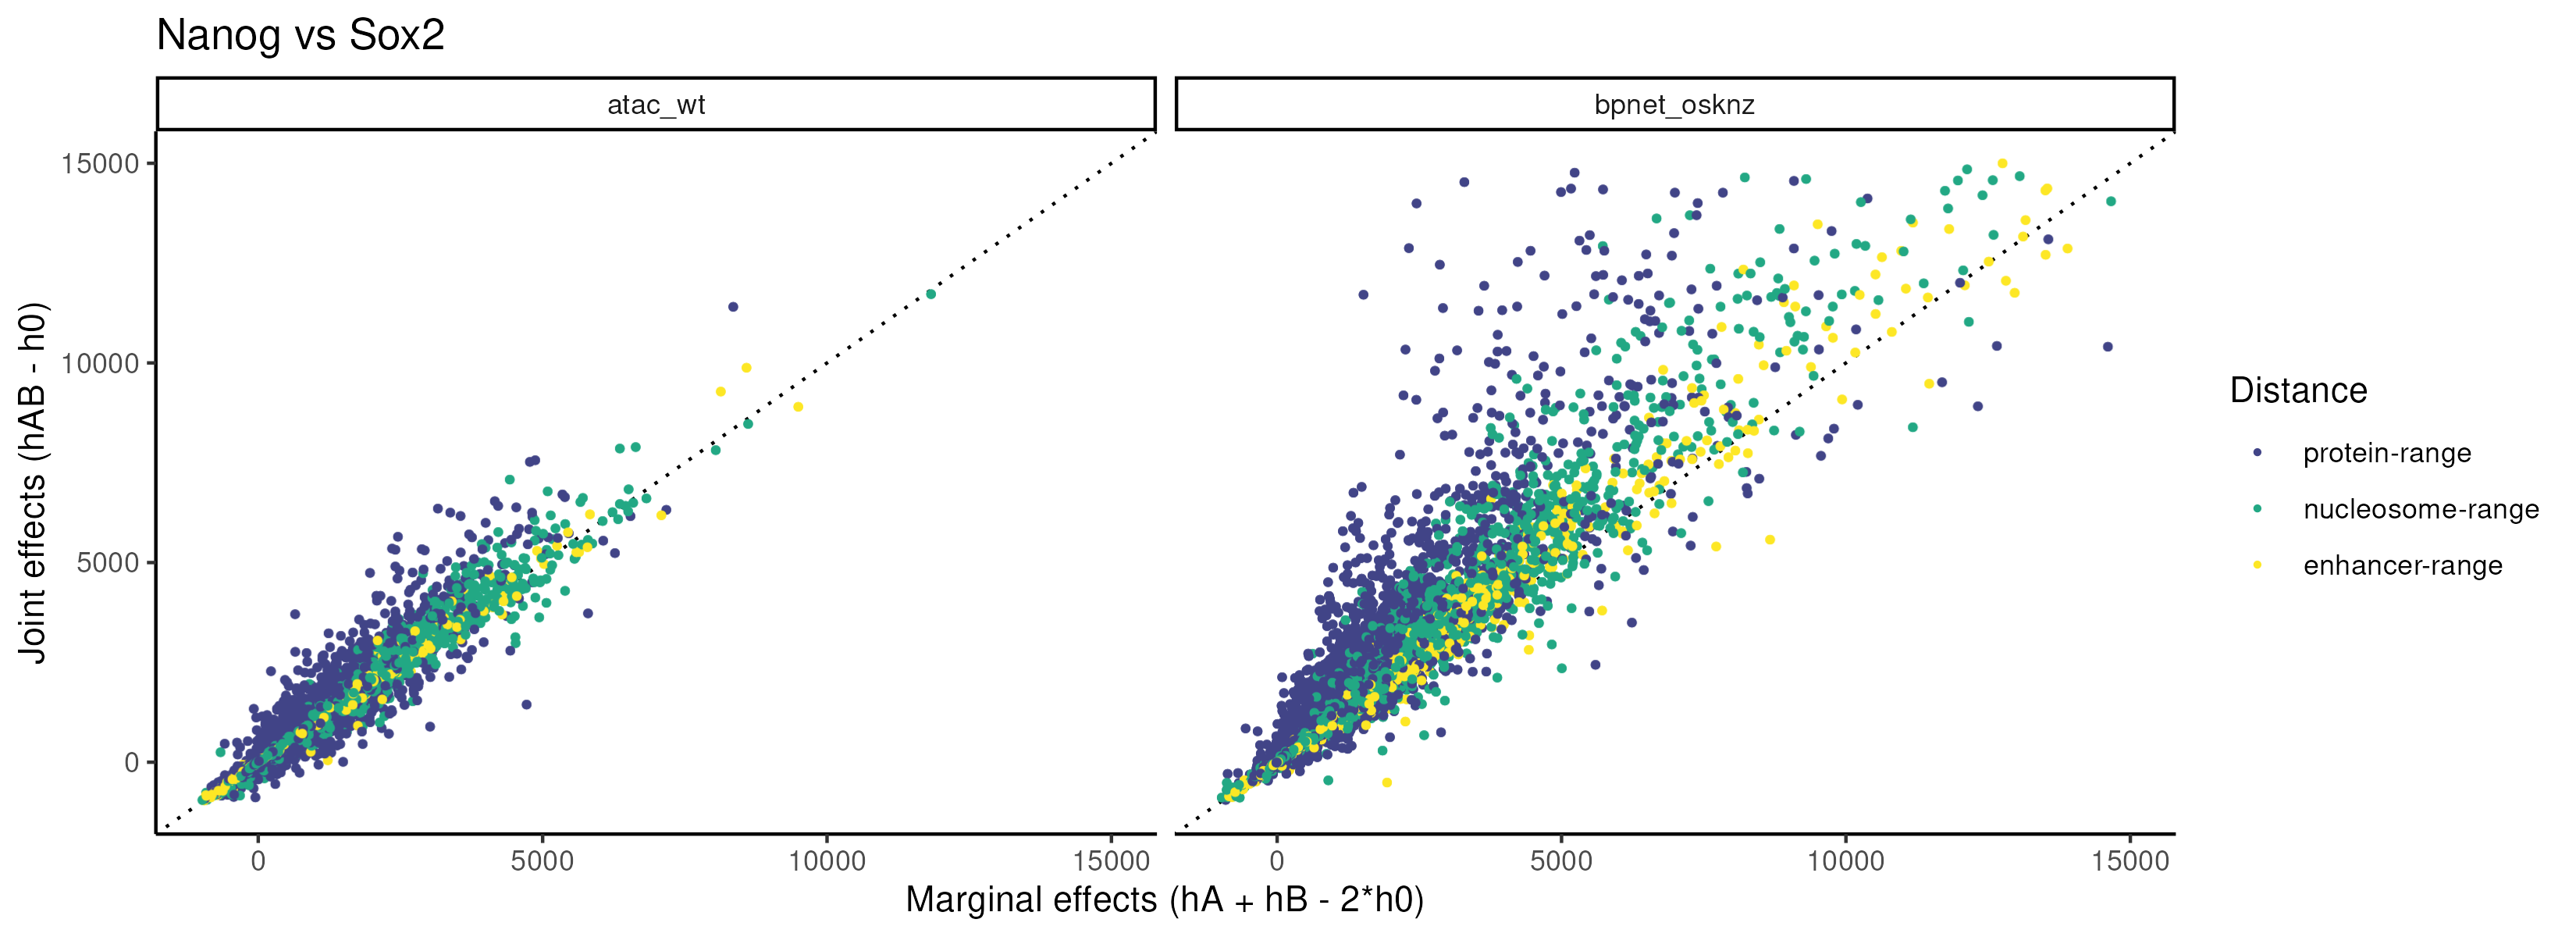 Nanog vs Sox2
atac_wt
bpnet_osknz
15000
10000
5000
0
Joint effects (hAB - h0)
0
5000
10000
15000
0
5000
10000
15000
Marginal effects (hA + hB - 2*h0)
Distance
protein-range
nucleosome-range
enhancer-range